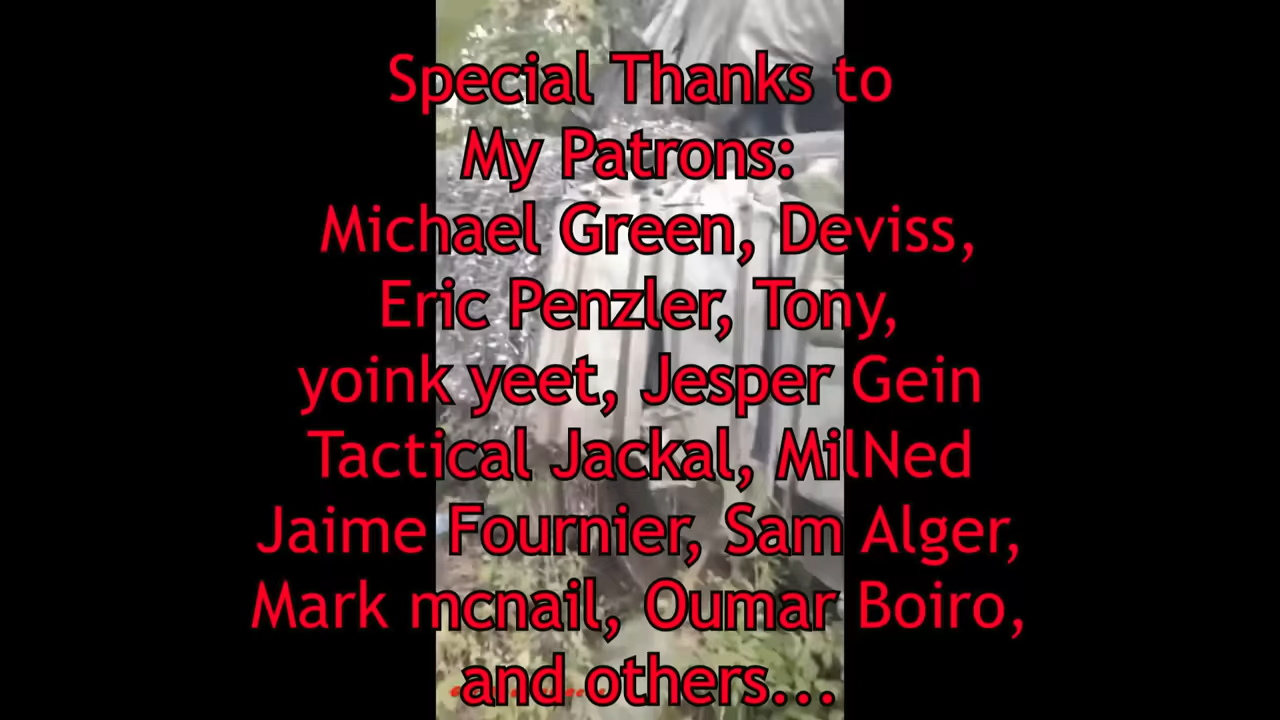 Special Thanks to
My Patrons:
Michael Green, Deviss,
Eric Penzler, Tony,
yoink yeet, Jesper Gein
Tactical Jackal, MilNed
Jaime Fournier, Sam Alger,
Mark mcnail, Oumar Boiro,
and others...